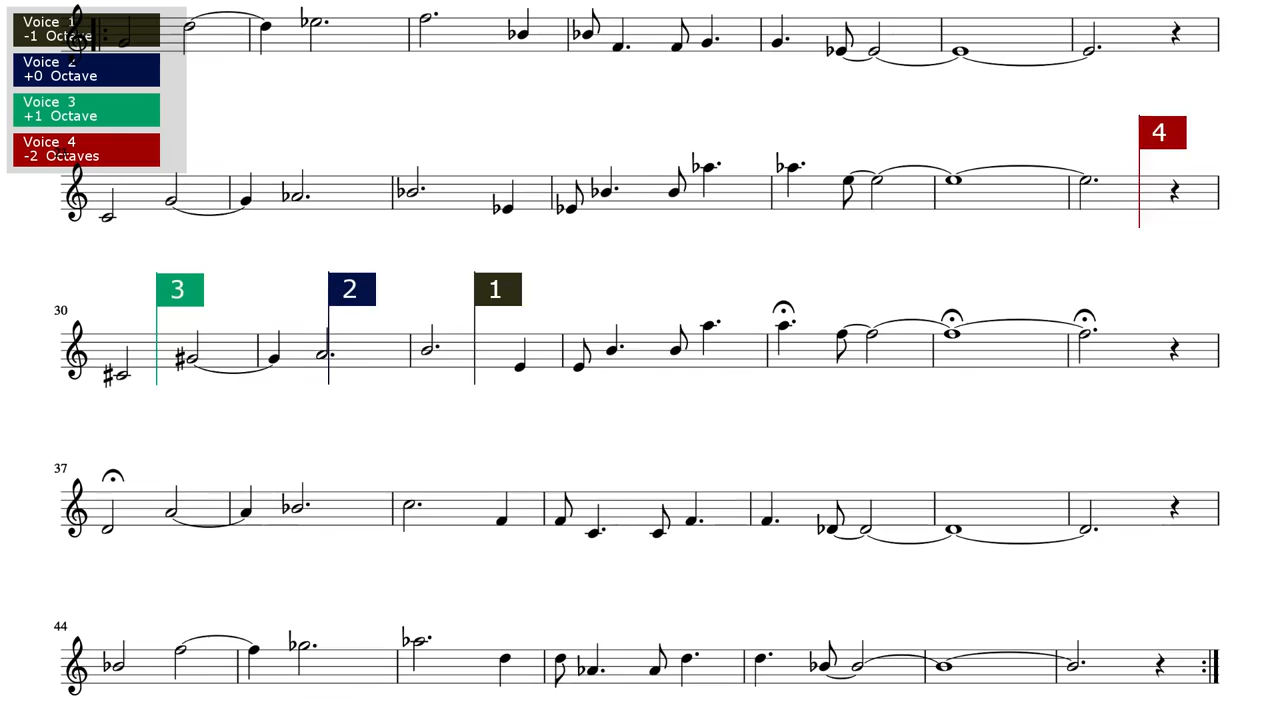 Voice 1
-1 Octave
Voice 2
+0 Octave
Voice 3
+1 Octave
Voice 4
-2 Octaves
4
3
2
1
30
37
44